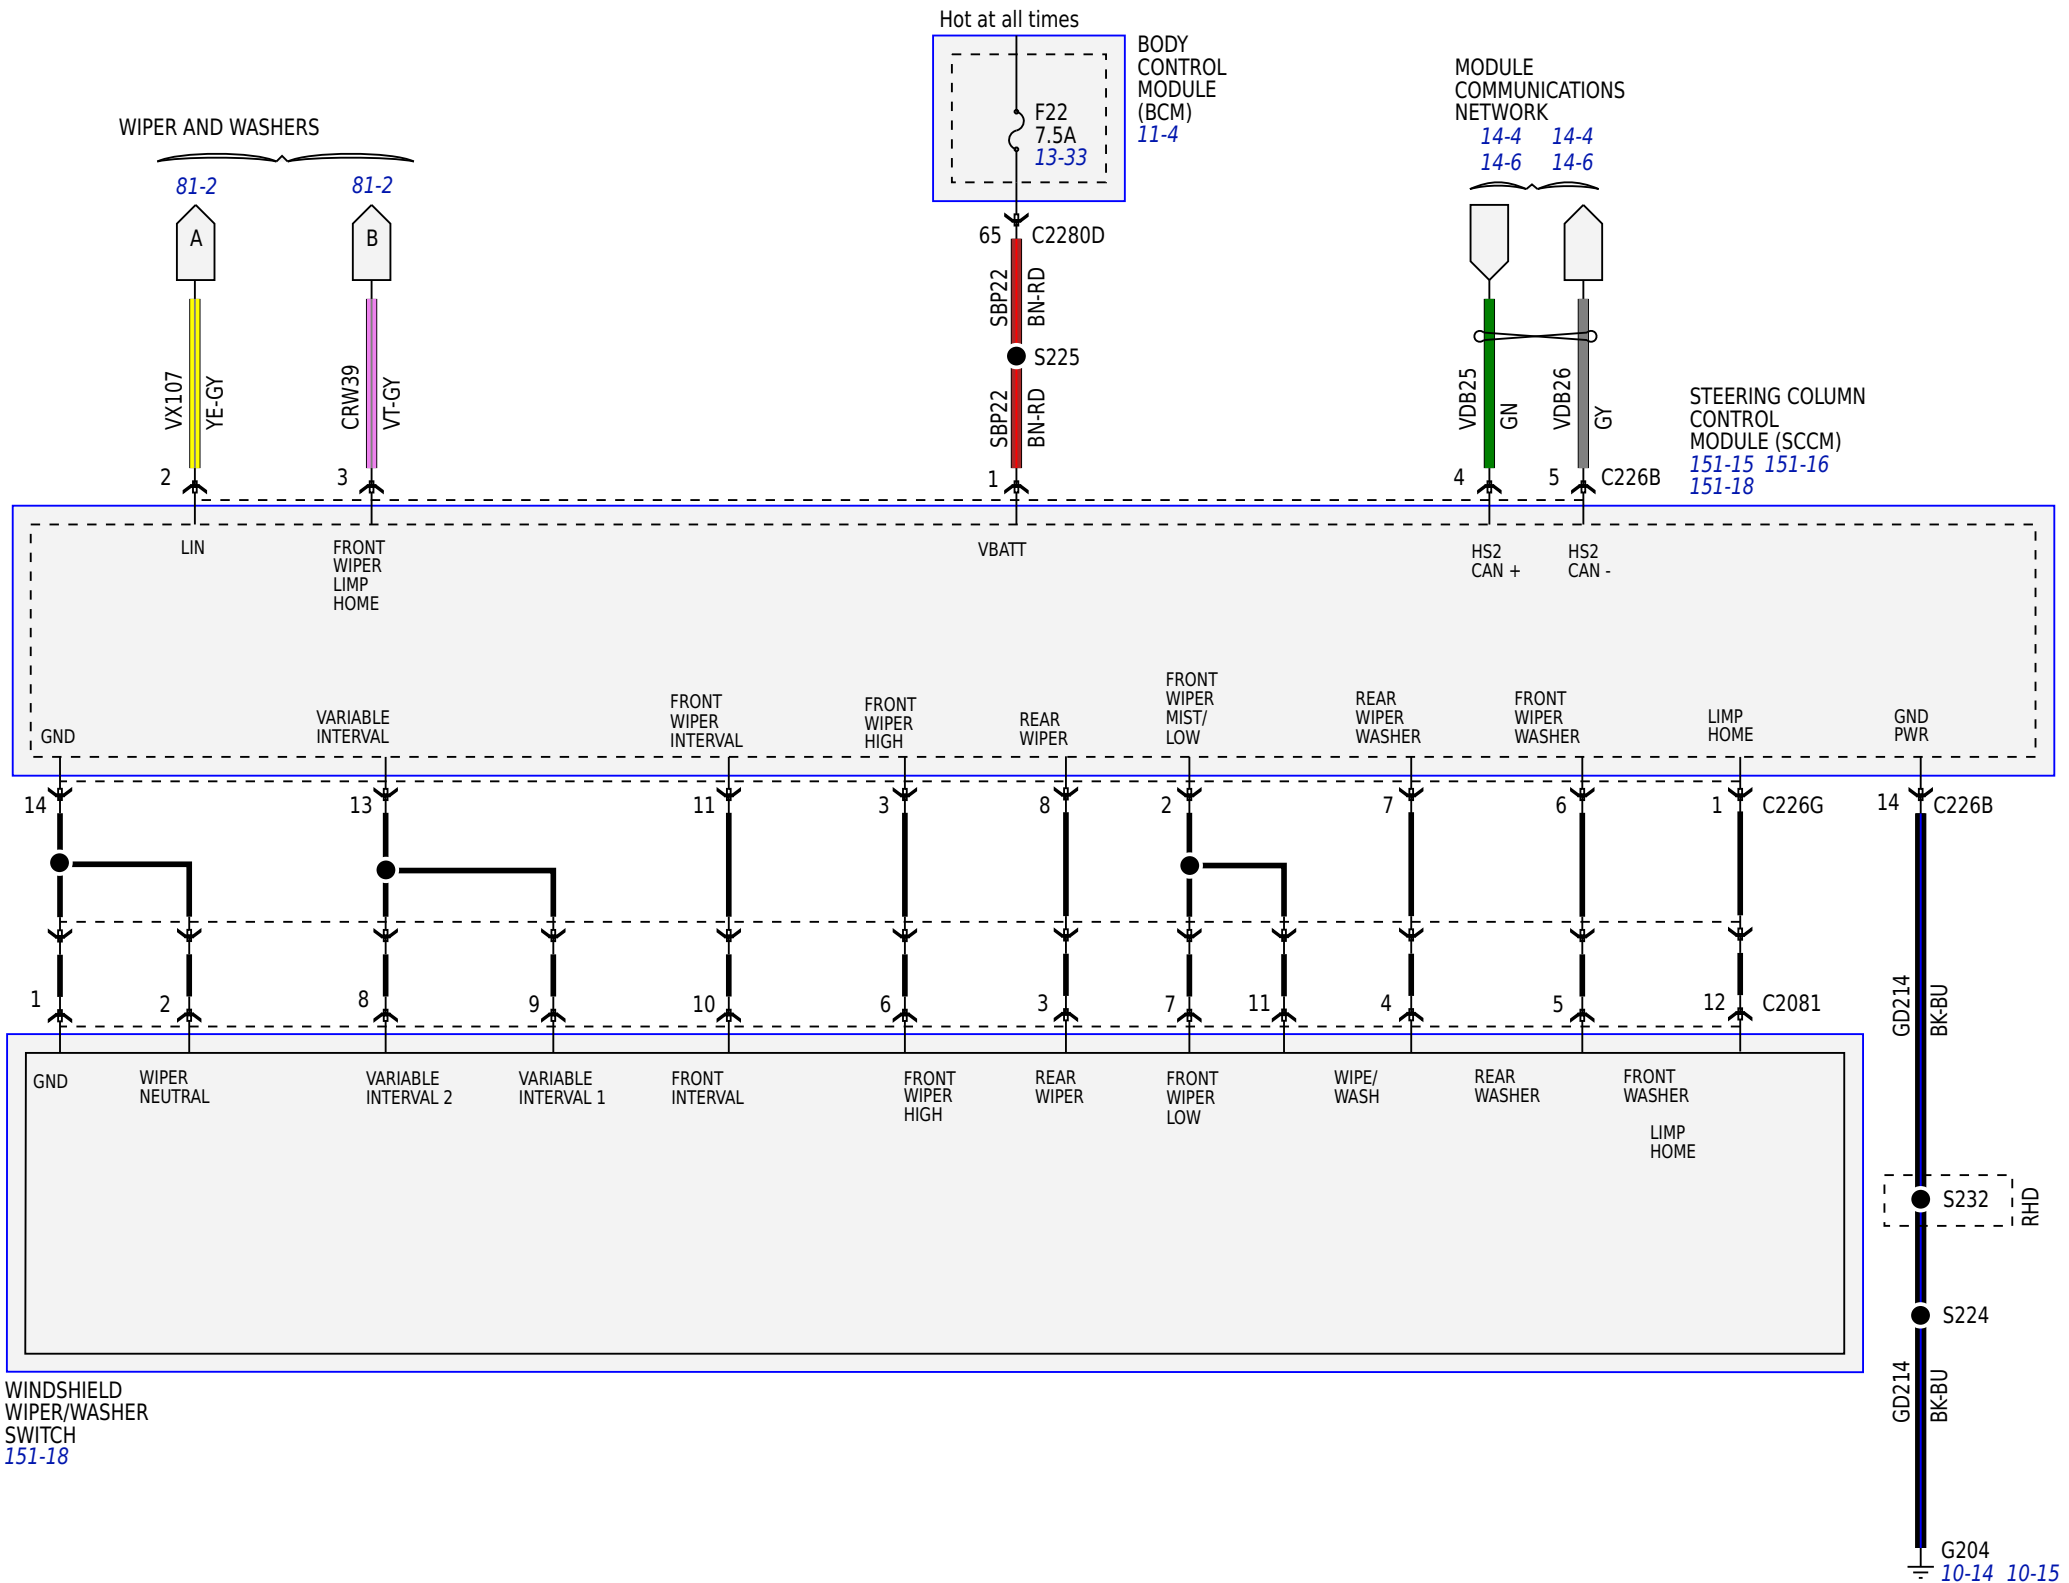 Hot at all times
BODY
CONTROL
MODULE
(BCM)
11-4
F22
7.5A
13-33
MODULE
COMMUNICATIONS
NETWORK
14-4 14-4
14-6 14-6
WIPER AND WASHERS
81-2 81-2
A B
65 C2280D
SBP22 BN-RD
S225
SBP22 BN-RD
VX107 YE-GY
CRW39 VT-GY
VDB25 GN
VDB26 GY
STEERING COLUMN
CONTROL
MODULE (SCCM)
151-15 151-16
151-18
2 3 1 4 5 C226B
LIN
FRONT
WIPER
LIMP
HOME
VBATT
HS2
CAN +
HS2
CAN -
GND
VARIABLE
INTERVAL
FRONT
WIPER
INTERVAL
FRONT
WIPER
HIGH
REAR
WIPER
FRONT
WIPER
MIST/
LOW
REAR
WIPER
WASHER
FRONT
WIPER
WASHER
LIMP
HOME
GND
PWR
14 13 11 3 8 2 7 6 1 C226G 14 C226B
1 2 8 9 10 6 3 7 11 4 5 12 C2081
GD214 BK-BU
GND
WIPER
NEUTRAL
VARIABLE
INTERVAL 2
VARIABLE
INTERVAL 1
FRONT
INTERVAL
FRONT
WIPER
HIGH
REAR
WIPER
FRONT
WIPER
LOW
WIPE/
WASH
REAR
WASHER
FRONT
WASHER
LIMP
HOME
S232 RHD
S224
GD214 BK-BU
WINDSHIELD
WIPER/WASHER
SWITCH
151-18
G204
10-14 10-15